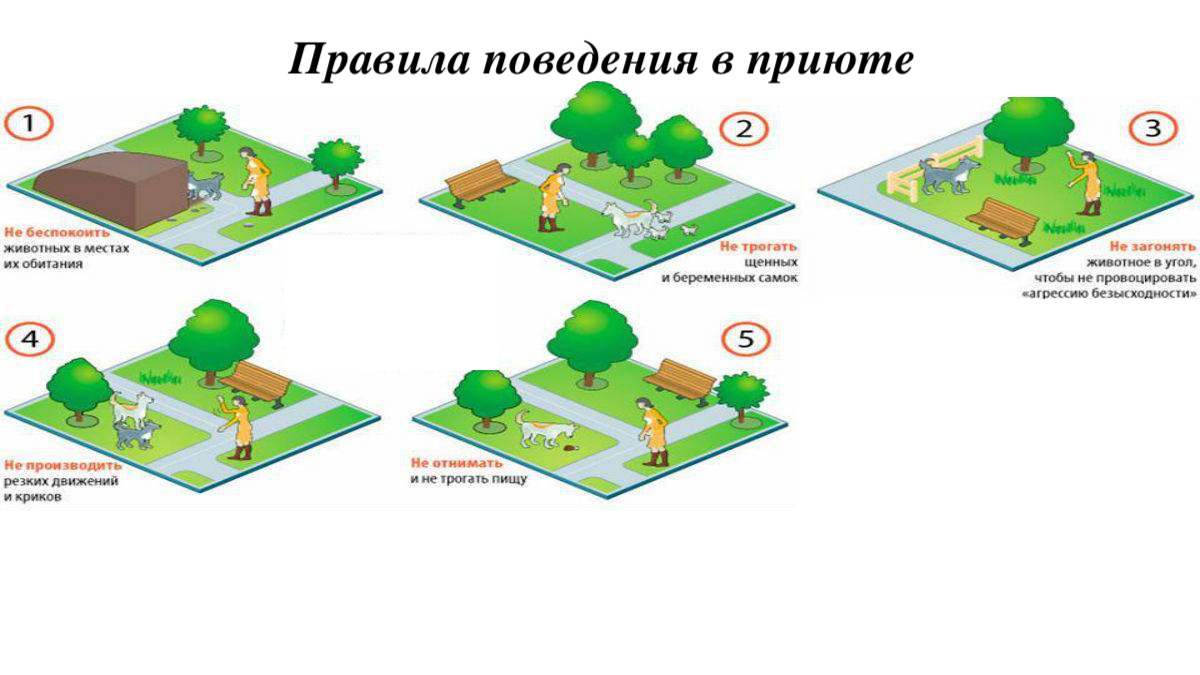 Правила поведения в приюте
1
Не беспокоить
животных в местах
их обитания
2
Не трогать
щенных
и беременных самок
3
Не загонять
животное в угол,
чтобы не провоцировать
«агрессию безысходности»
4
Не производить
резких движений
и криков
5
Не отнимать
и не трогать пищу